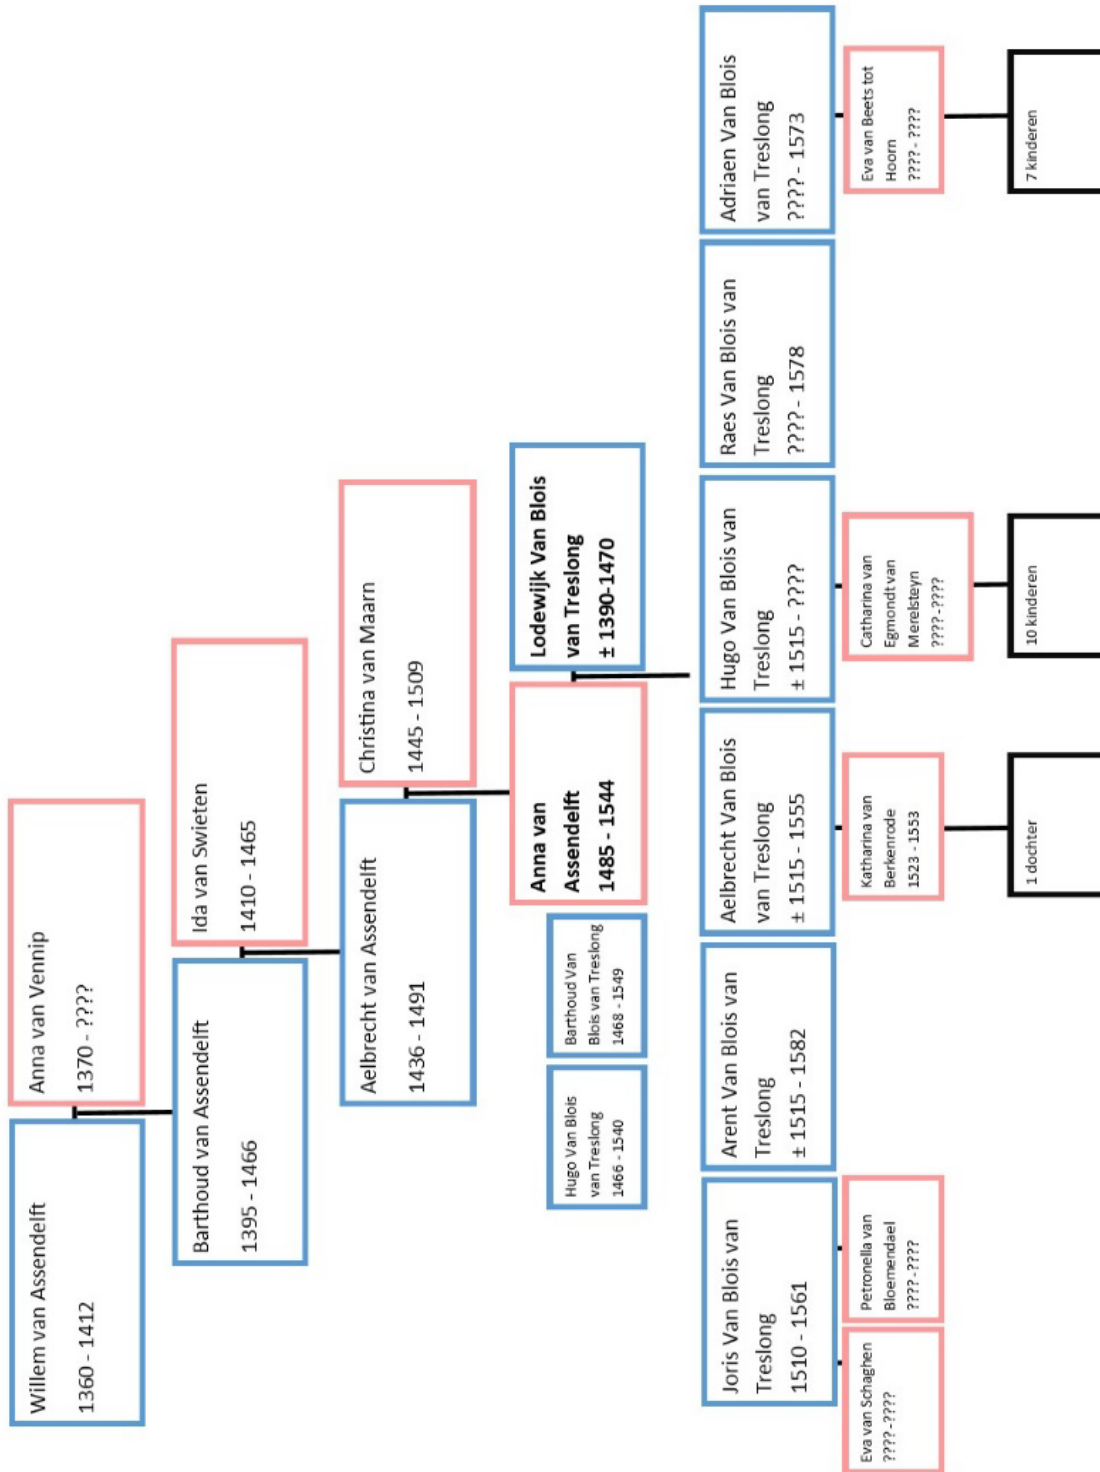 Willem van Assendelft
1360 - 1412
Anna van Vennip
1370 - ????
Barthoud van Assendelft
1395 - 1466
Ida van Swieten
1410 - 1465
Aelbrecht van Assendelft
1436 - 1491
Christina van Maarn
1445 - 1509
Hugo Van Blois
van Treslong
1466 - 1540
Barthoud Van
Blois van Treslong
1468 - 1549
Anna van
Assendelft
1485 - 1544
Lodewijk Van Blois
van Treslong
± 1390-1470
Joris Van Blois van
Treslong
1510 - 1561
Arent Van Blois van
Treslong
± 1515 - 1582
Aelbrecht Van Blois
van Treslong
± 1515 - 1555
Hugo Van Blois van
Treslong
± 1515 - ????
Raes Van Blois van
Treslong
???? - 1578
Adriaen Van Blois
van Treslong
???? - 1573
Eva van Schaghen
???? - ????
Petronella van
Bloemendael
???? - ????
Katharina van
Berkenrode
1523 - 1553
Catharina van
Egmondt van
Merelsteyn
???? - ????
Eva van Beets tot
Hoorn
???? - ????
1 dochter
10 kinderen
7 kinderen